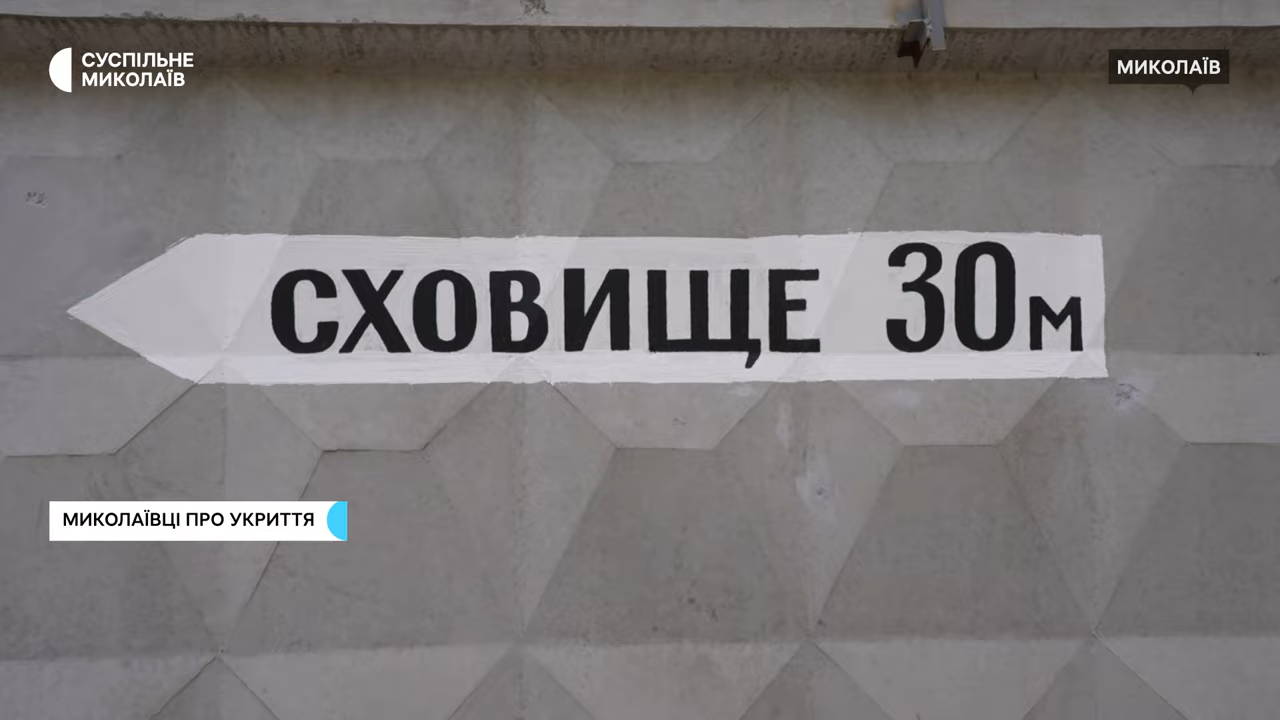 СУСПІЛЬНЕ
МИКОЛАЇВ
МИКОЛАЇВ
СХОВИЩЕ 30м
МИКОЛАЇВЦІ ПРО УКРИТТЯ